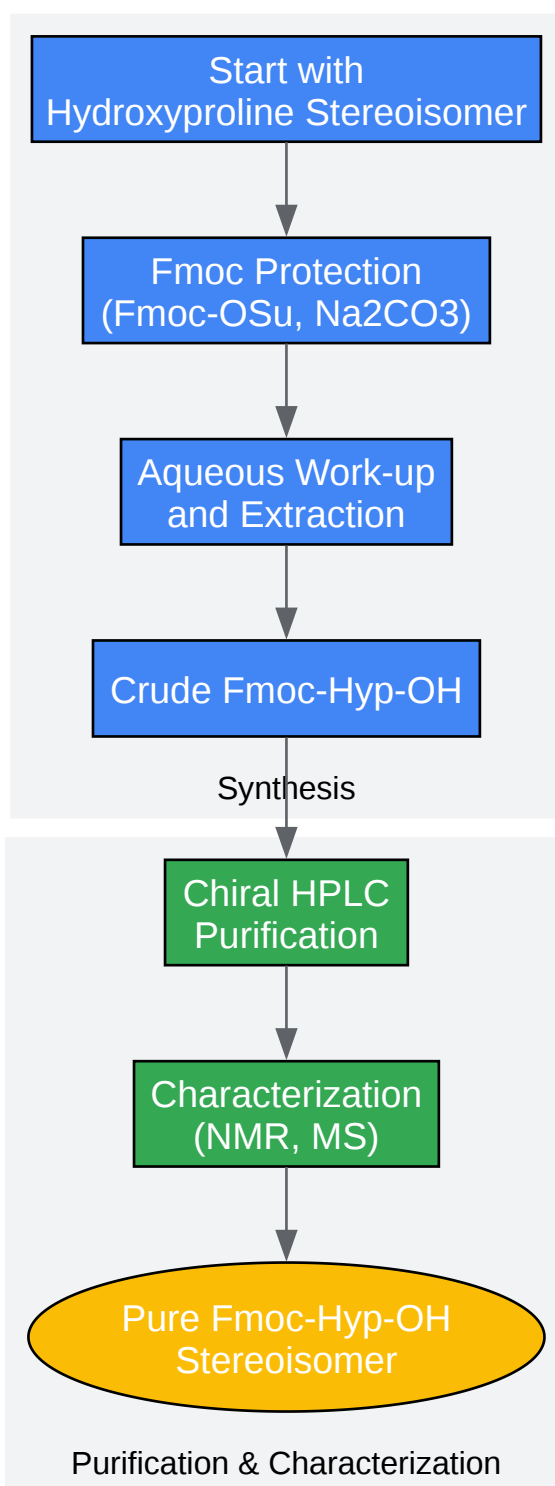 Start with
Hydroxyproline Stereoisomer
Fmoc Protection
(Fmoc-OSu, Na2CO3)
Aqueous Work-up
and Extraction
Crude Fmoc-Hyp-OH
Synthesis
Chiral HPLC
Purification
Characterization
(NMR, MS)
Pure Fmoc-Hyp-OH
Stereoisomer
Purification & Characterization